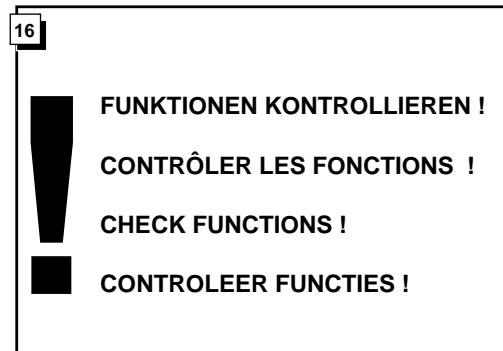 16
FUNKTIONEN KONTROLLIEREN !
CONTRÔLER LES FONCTIONS !
CHECK FUNCTIONS !
CONTROLEER FUNCTIES !